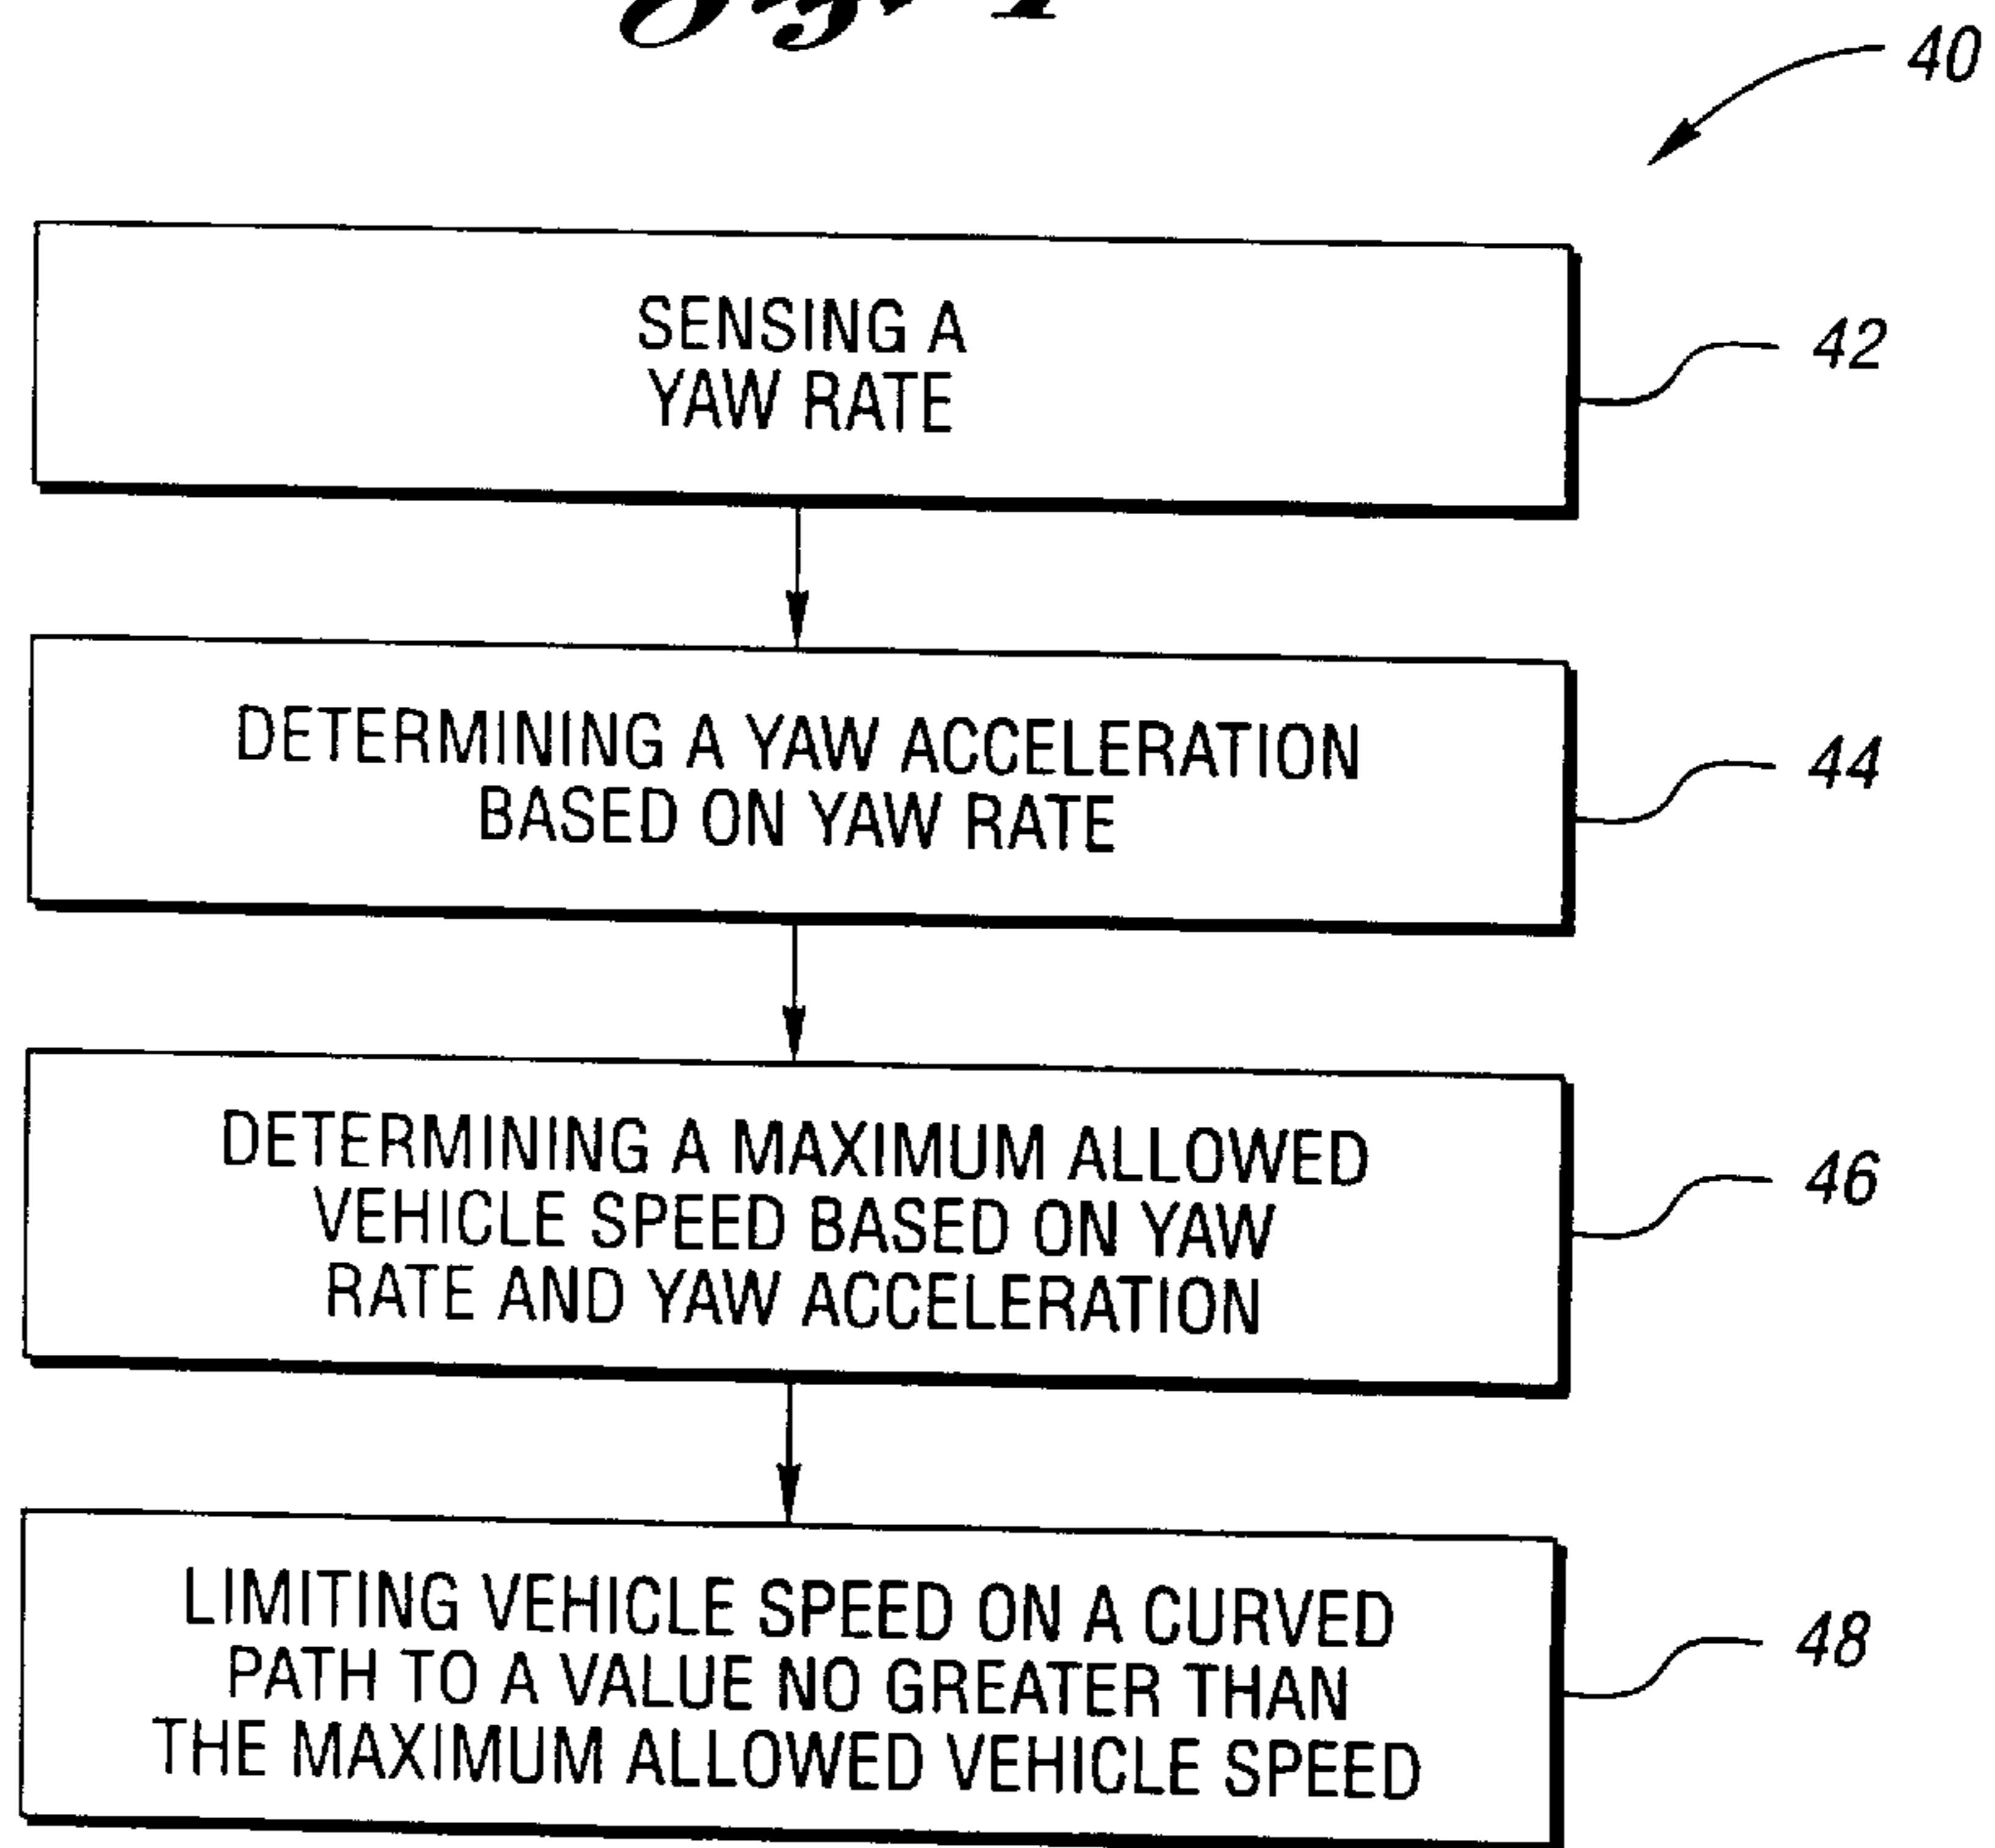 40
SENSING A
YAW RATE
42
DETERMINING A YAW ACCELERATION
BASED ON YAW RATE
44
DETERMINING A MAXIMUM ALLOWED
VEHICLE SPEED BASED ON YAW
RATE AND YAW ACCELERATION
46
LIMITING VEHICLE SPEED ON A CURVED
PATH TO A VALUE NO GREATER THAN
THE MAXIMUM ALLOWED VEHICLE SPEED
48